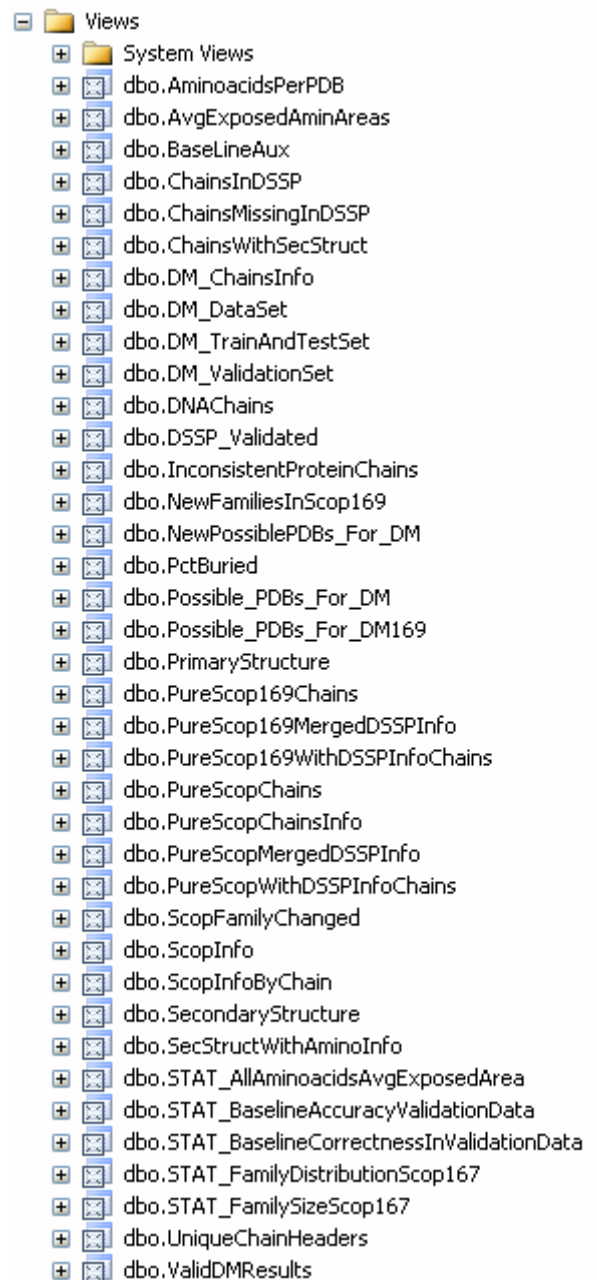 Views
System Views
dbo.AminoacidsPerPDB
dbo.AvgExposedAminAreas
dbo.BaseLineAux
dbo.ChainsInDSSP
dbo.ChainsMissingInDSSP
dbo.ChainsWithSecStruct
dbo.DM_ChainsInfo
dbo.DM_DataSet
dbo.DM_TrainAndTestSet
dbo.DM_ValidationSet
dbo.DNAChains
dbo.DSSP_Validated
dbo.InconsistentProteinChains
dbo.NewFamiliesInScop169
dbo.NewPossiblePDBs_For_DM
dbo.PctBuried
dbo.Possible_PDBs_For_DM
dbo.Possible_PDBs_For_DM169
dbo.PrimaryStructure
dbo.PureScop169Chains
dbo.PureScop169MergedDSSPInfo
dbo.PureScop169WithDSSPInfoChains
dbo.PureScopChains
dbo.PureScopChainsInfo
dbo.PureScopMergedDSSPInfo
dbo.PureScopWithDSSPInfoChains
dbo.ScopFamilyChanged
dbo.ScopInfo
dbo.ScopInfoByChain
dbo.SecondaryStructure
dbo.SecStructWithAminoInfo
dbo.STAT_AllAminoacidsAvgExposedArea
dbo.STAT_BaselineAccuracyValidationData
dbo.STAT_BaselineCorrectnessInValidationData
dbo.STAT_FamilyDistributionScop167
dbo.STAT_FamilySizeScop167
dbo.UniqueChainHeaders
dbo.ValidDMResults